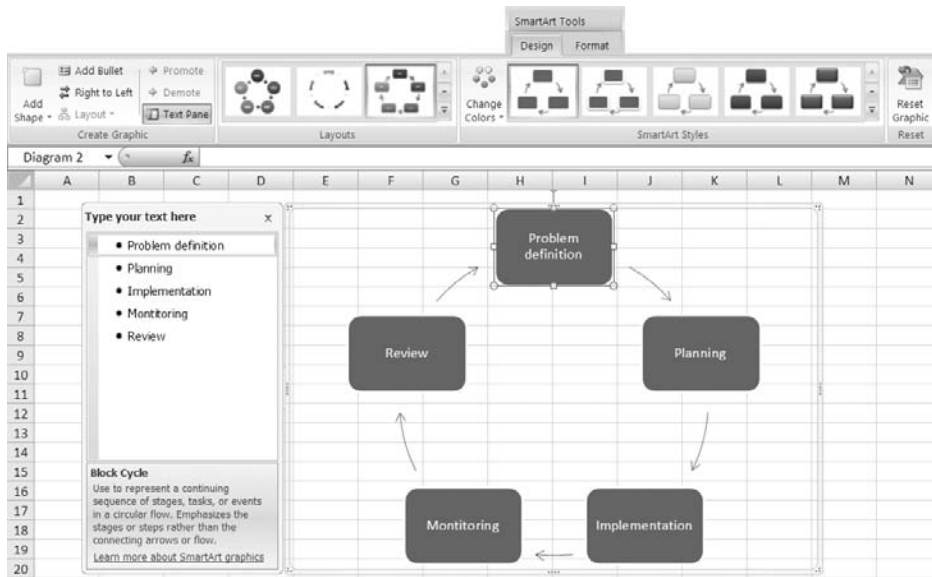 SmartArt Tools
Design Format
Add Bullet Promote
Right to Left Demote
Add Shape Layout Text Pane
Change Colors
Reset Graphic
Create Graphic Layouts SmartArt Styles Reset
Diagram 2 fx
A B C D E F G H I J K L M N
1
2
3
4
5
6
7
8
9
10
11
12
13
14
15
16
17
18
19
20
Type your text here x
Problem definition
Planning
Implementation
Montitoring
Review
Block Cycle
Use to represent a continuing
sequence of stages, tasks, or events
in a circular flow. Emphasizes the
stages or steps rather than the
connecting arrows or flow.
Learn more about SmartArt graphics
Problem
definition
Review
Planning
Montitoring
Implementation